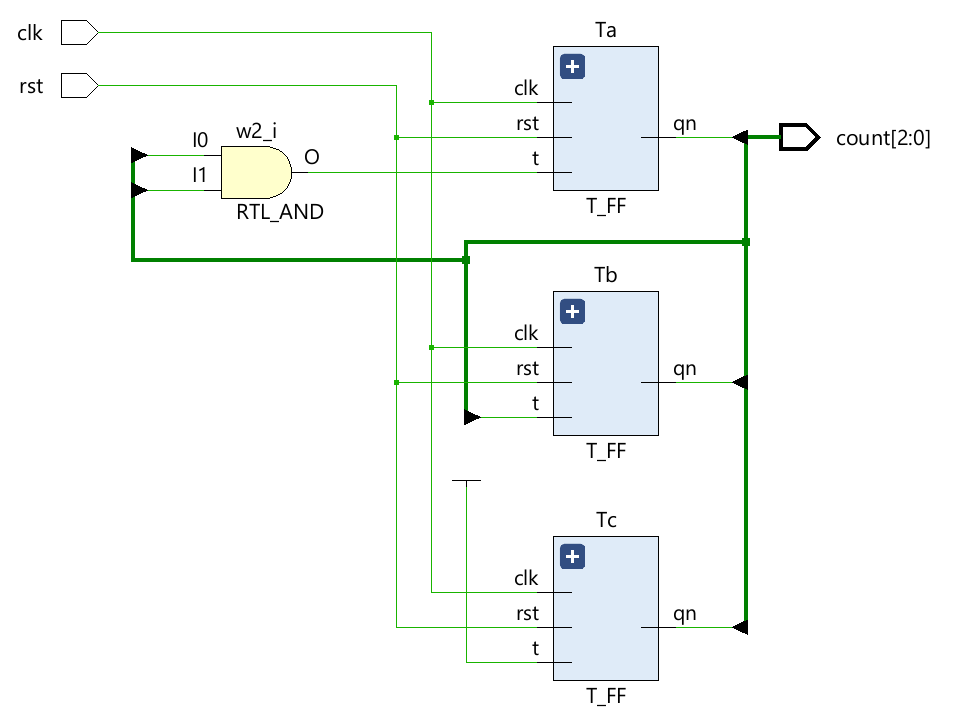 clk
rst
I0
I1
w2_i
O
RTL_AND
Ta
clk
rst
t
qn
T_FF
count[2:0]
Tb
clk
rst
t
qn
T_FF
Tc
clk
rst
t
qn
T_FF